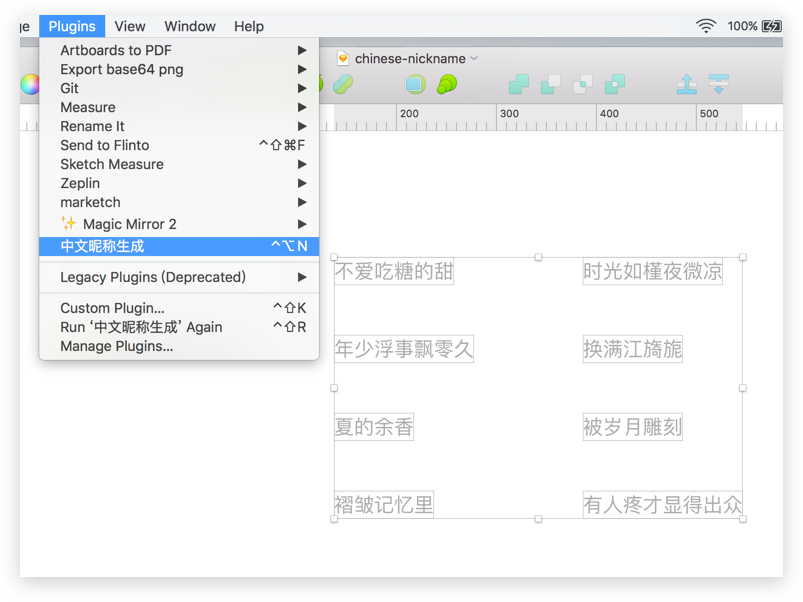 ge Plugins View Window Help 100%
Artboards to PDF
Export base64 png
Git
Measure
Rename It
Send to Flinto ^⇧⌘F
Sketch Measure
Zeplin
marketch
✨ Magic Mirror 2
中文昵称生成 ^⌥N
Legacy Plugins (Deprecated)
Custom Plugin... ^⇧K
Run ‘中文昵称生成’ Again ^⇧R
Manage Plugins...
chinese-nickname
200 300 400 500
不爱吃糖的甜 时光如槿夜微凉
年少浮事飘零久 换满江旖旎
夏的余香 被岁月雕刻
褶皱记忆里 有人疼才显得出众